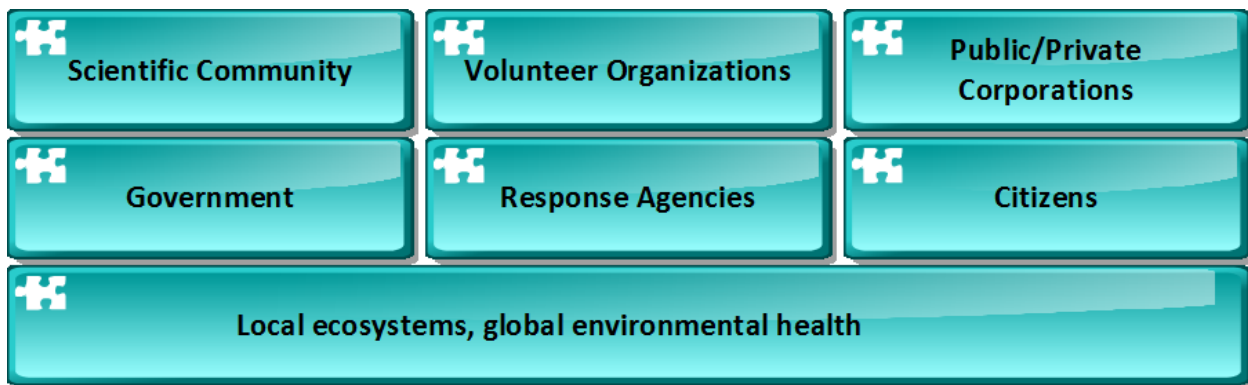 Scientific Community
Volunteer Organizations
Public/Private
Corporations
Government
Response Agencies
Citizens
Local ecosystems, global environmental health